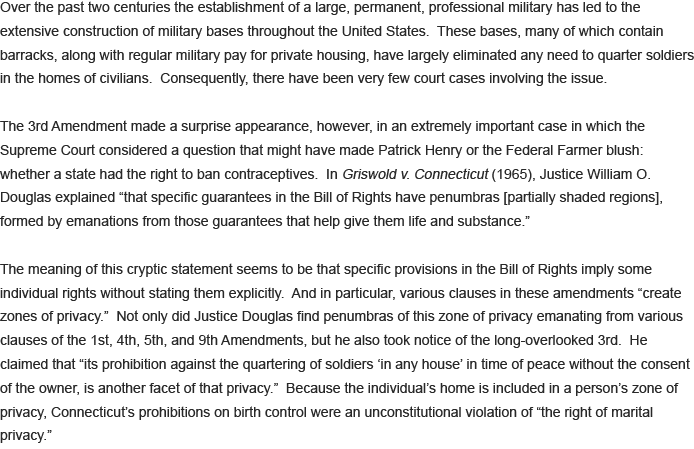 Over the past two centuries the establishment of a large, permanent, professional military has led to the
extensive construction of military bases throughout the United States.  These bases, many of which contain
barracks, along with regular military pay for private housing, have largely eliminated any need to quarter soldiers
in the homes of civilians.  Consequently, there have been very few court cases involving the issue.

The 3rd Amendment made a surprise appearance, however, in an extremely important case in which the
Supreme Court considered a question that might have made Patrick Henry or the Federal Farmer blush:
whether a state had the right to ban contraceptives.  In Griswold v. Connecticut (1965), Justice William O.
Douglas explained “that specific guarantees in the Bill of Rights have penumbras [partially shaded regions],
formed by emanations from those guarantees that help give them life and substance.”

The meaning of this cryptic statement seems to be that specific provisions in the Bill of Rights imply some
individual rights without stating them explicitly.  And in particular, various clauses in these amendments “create
zones of privacy.”  Not only did Justice Douglas find penumbras of this zone of privacy emanating from various
clauses of the 1st, 4th, 5th, and 9th Amendments, but he also took notice of the long-overlooked 3rd.  He
claimed that “its prohibition against the quartering of soldiers ‘in any house’ in time of peace without the consent
of the owner, is another facet of that privacy.”  Because the individual’s home is included in a person’s zone of
privacy, Connecticut’s prohibitions on birth control were an unconstitutional violation of “the right of marital
privacy.”